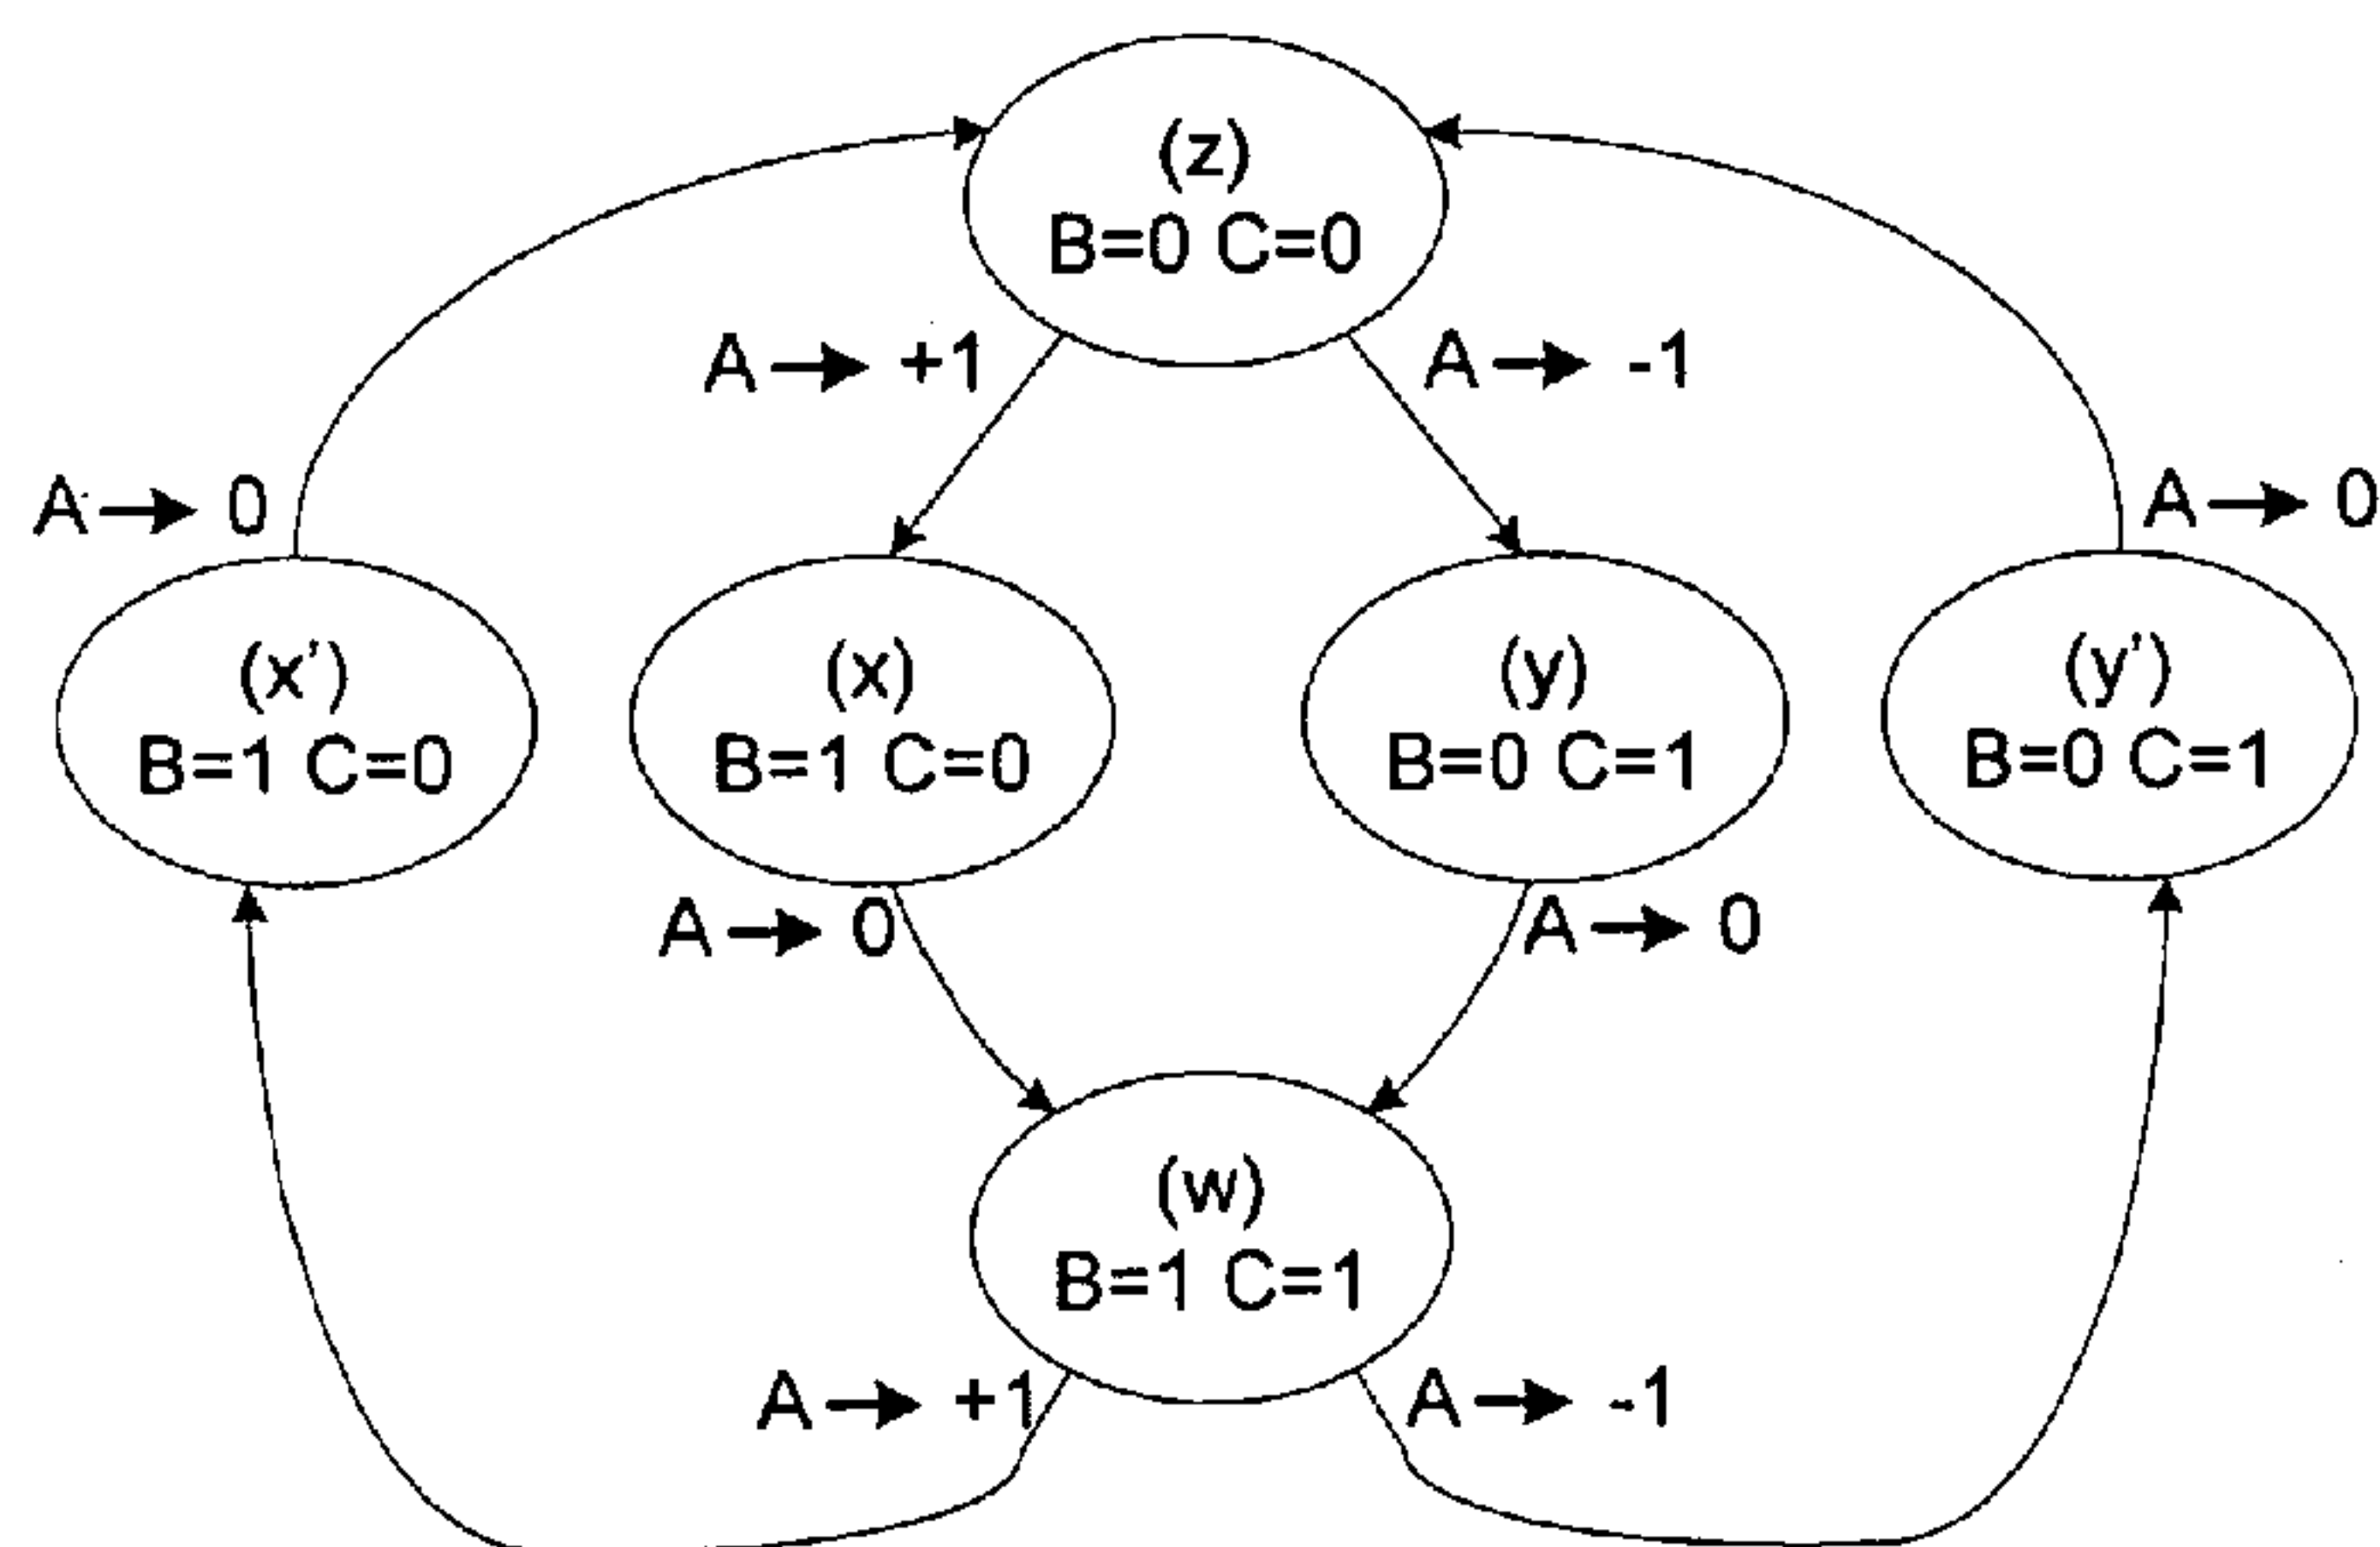 (z)
B=0 C=0
A → +1
A → -1
A → 0
A → 0
(x')
B=1 C=0
(x)
B=1 C=0
(y)
B=0 C=1
(y')
B=0 C=1
A → 0
A → 0
(w)
B=1 C=1
A → +1
A → -1